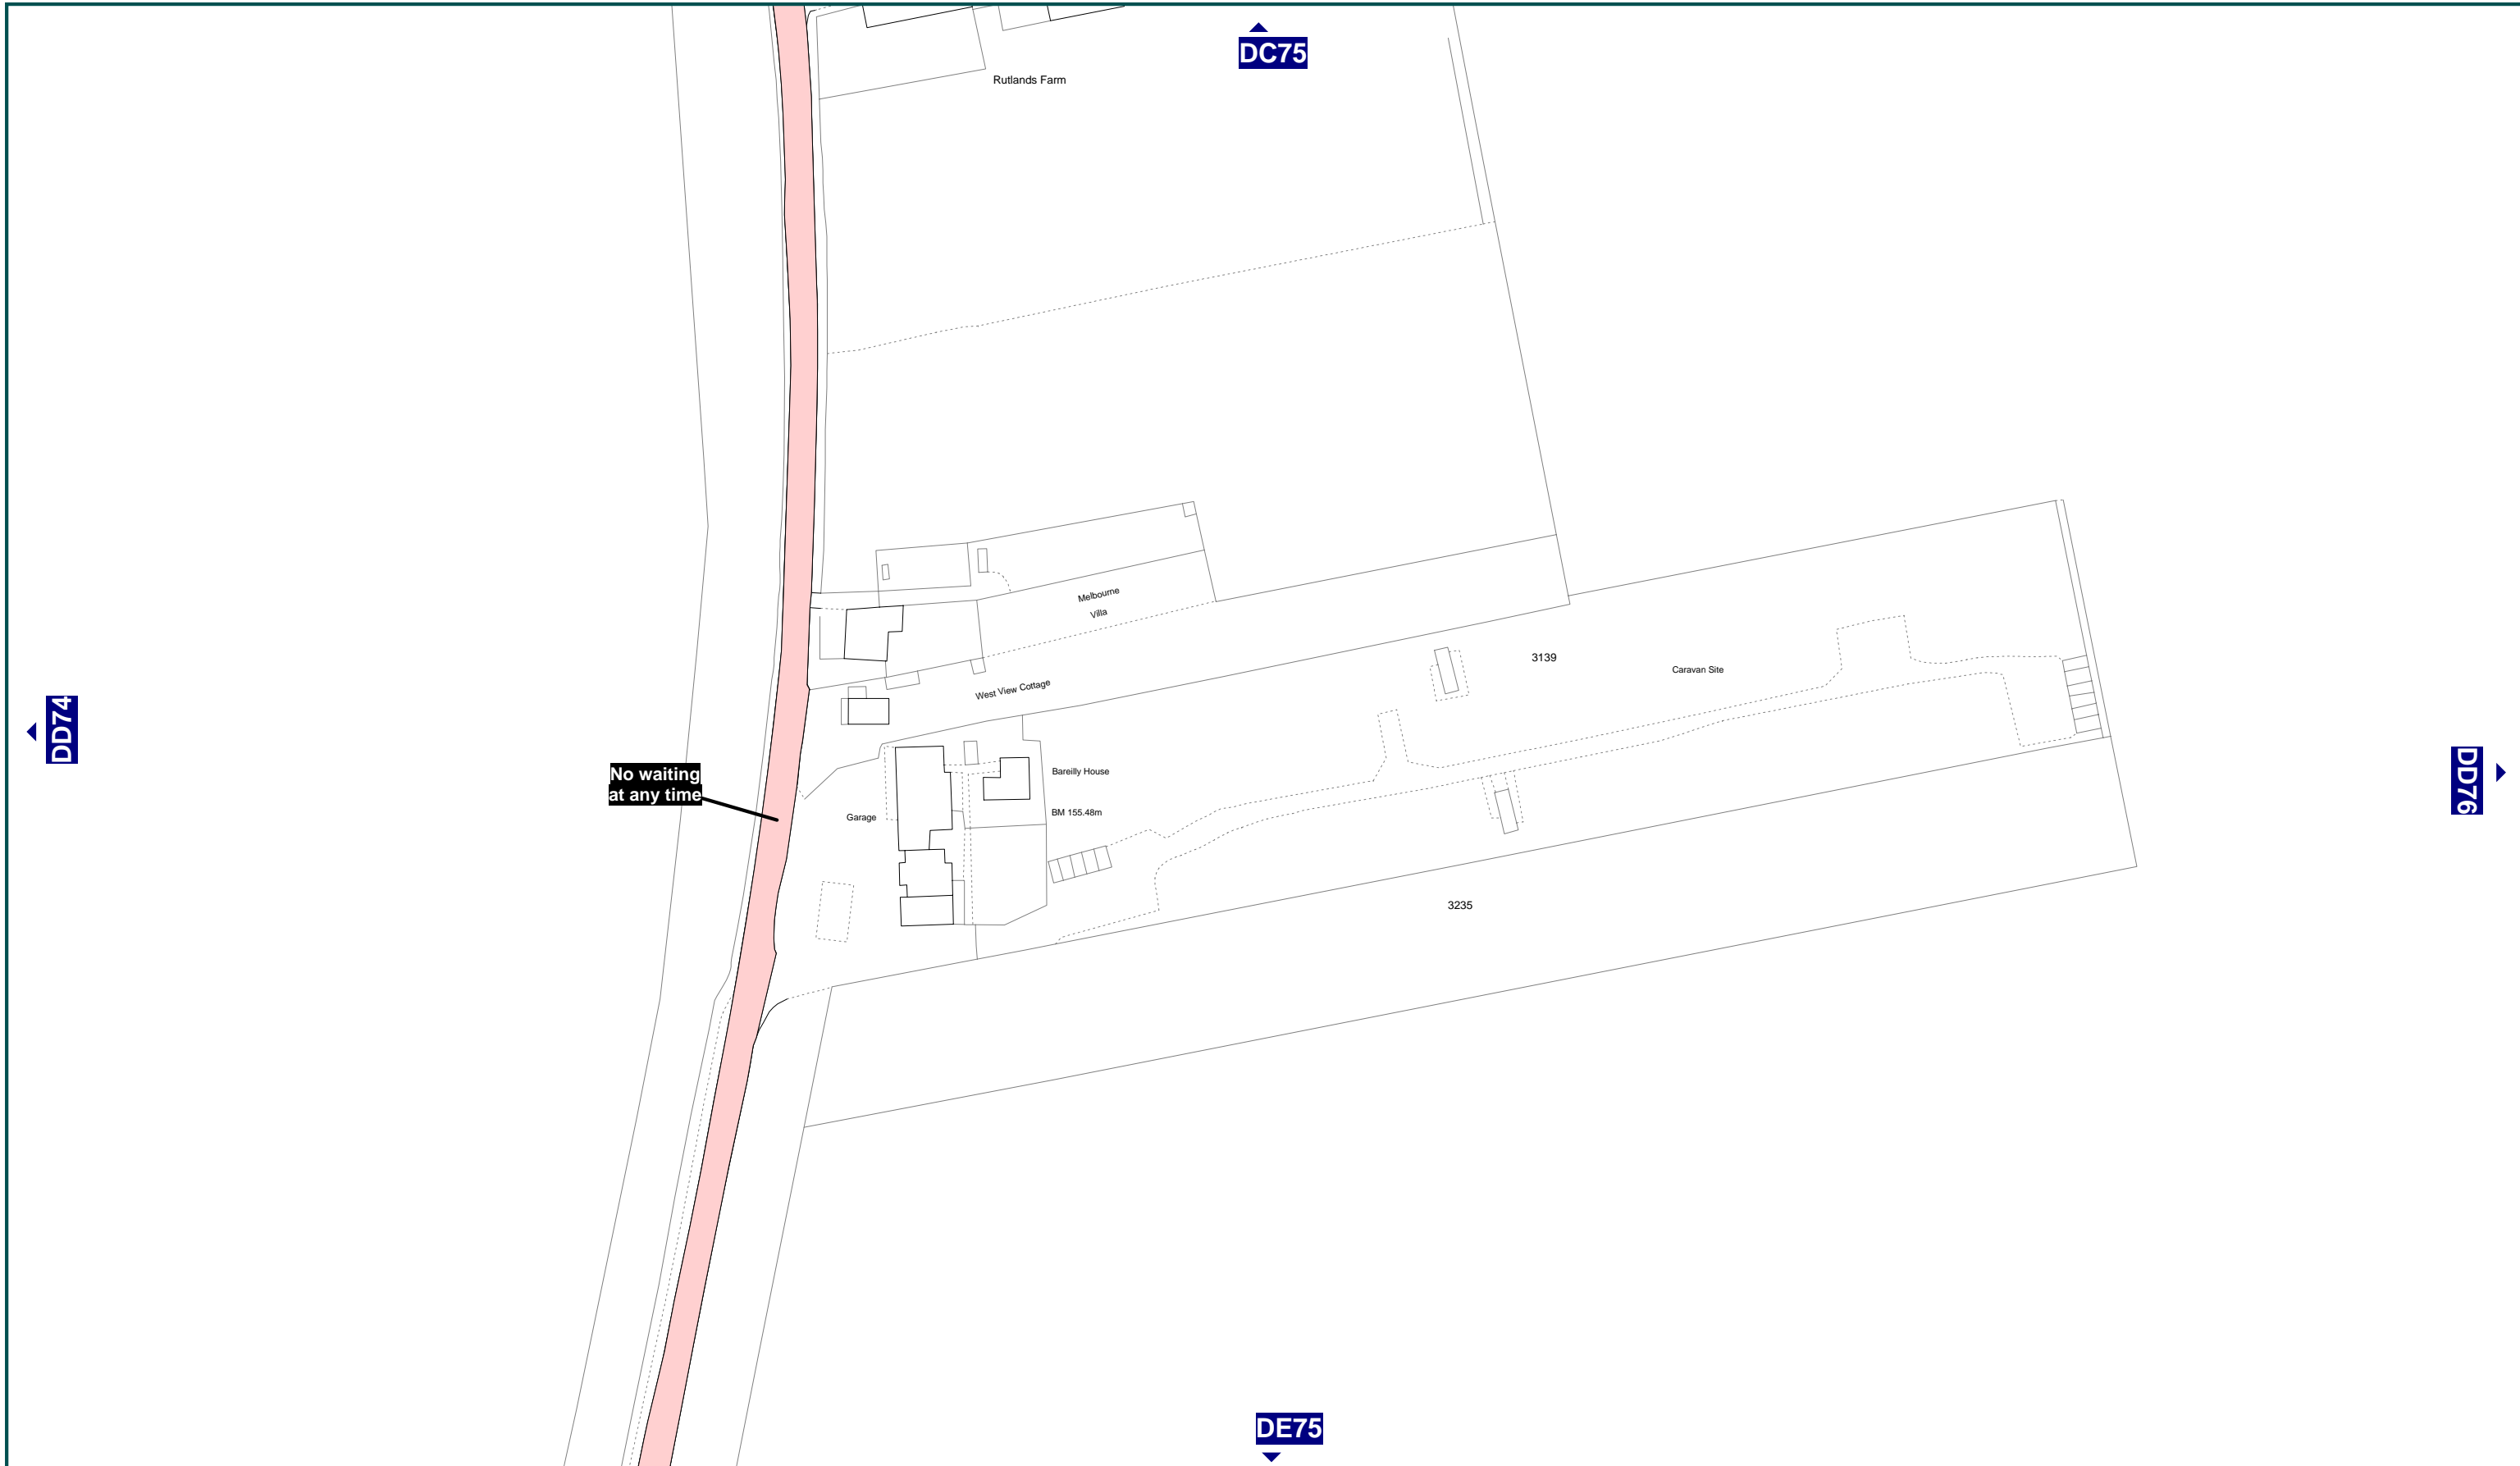 DC75
Rutlands Farm
Melbourne
Villa
3139
Caravan Site
West View Cottage
DD74
No waiting
at any time
Bareilly House
DD76
Garage
BM 155.48m
3235
DE75